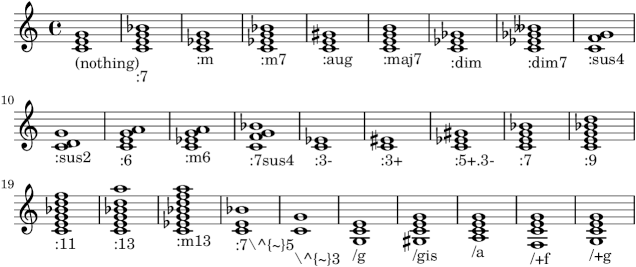 (nothing) :7 :m :m7 :aug :maj7 :dim :dim7 :sus4
10
:sus2 :6 :m6 :7sus4 :3- :3+ :5+.3- :7 :9
19
:11 :13 :m13 :7\^{~}5 \^{~}3 /g /gis /a /+f /+g